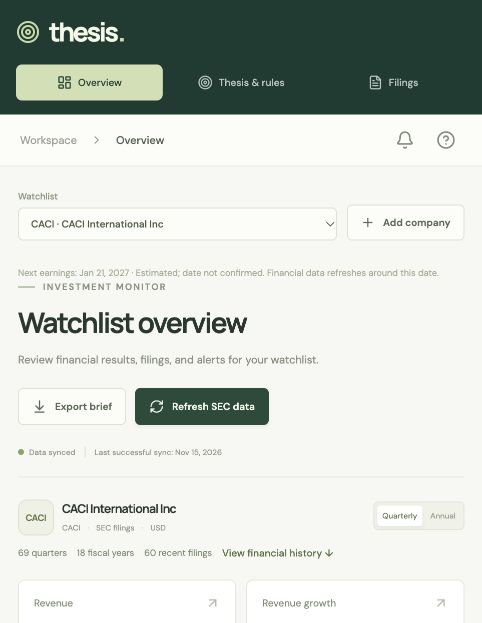 thesis.
Overview
Thesis & rules
Filings
Workspace
Overview
Watchlist
CACI · CACI International Inc
Add company
Next earnings: Jan 21, 2027 · Estimated; date not confirmed. Financial data refreshes around this date.
INVESTMENT MONITOR
Watchlist overview
Review financial results, filings, and alerts for your watchlist.
Export brief
Refresh SEC data
Data synced
Last successful sync: Nov 15, 2026
CACI
CACI International Inc
CACI · SEC filings · USD
Quarterly
Annual
69 quarters 18 fiscal years 60 recent filings View financial history ↓
Revenue
Revenue growth